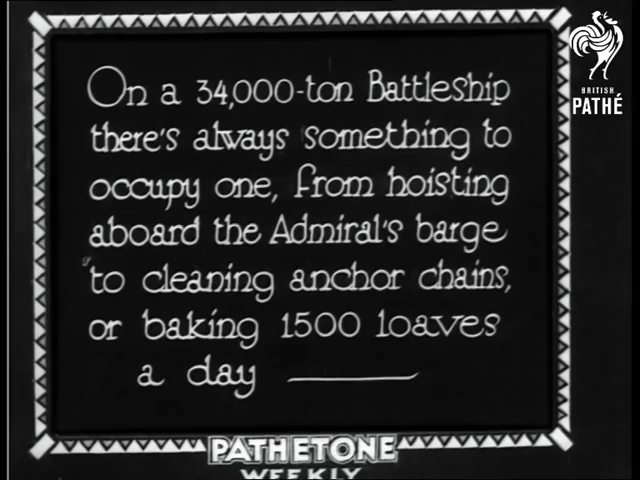 On a 34,000-ton Battleship
there's always something to
occupy one, from hoisting
aboard the Admiral's barge
to cleaning anchor chains,
or baking 1500 loaves
a day ———
PATHETONE
WEEKLY
BRITISH
PATHÉ